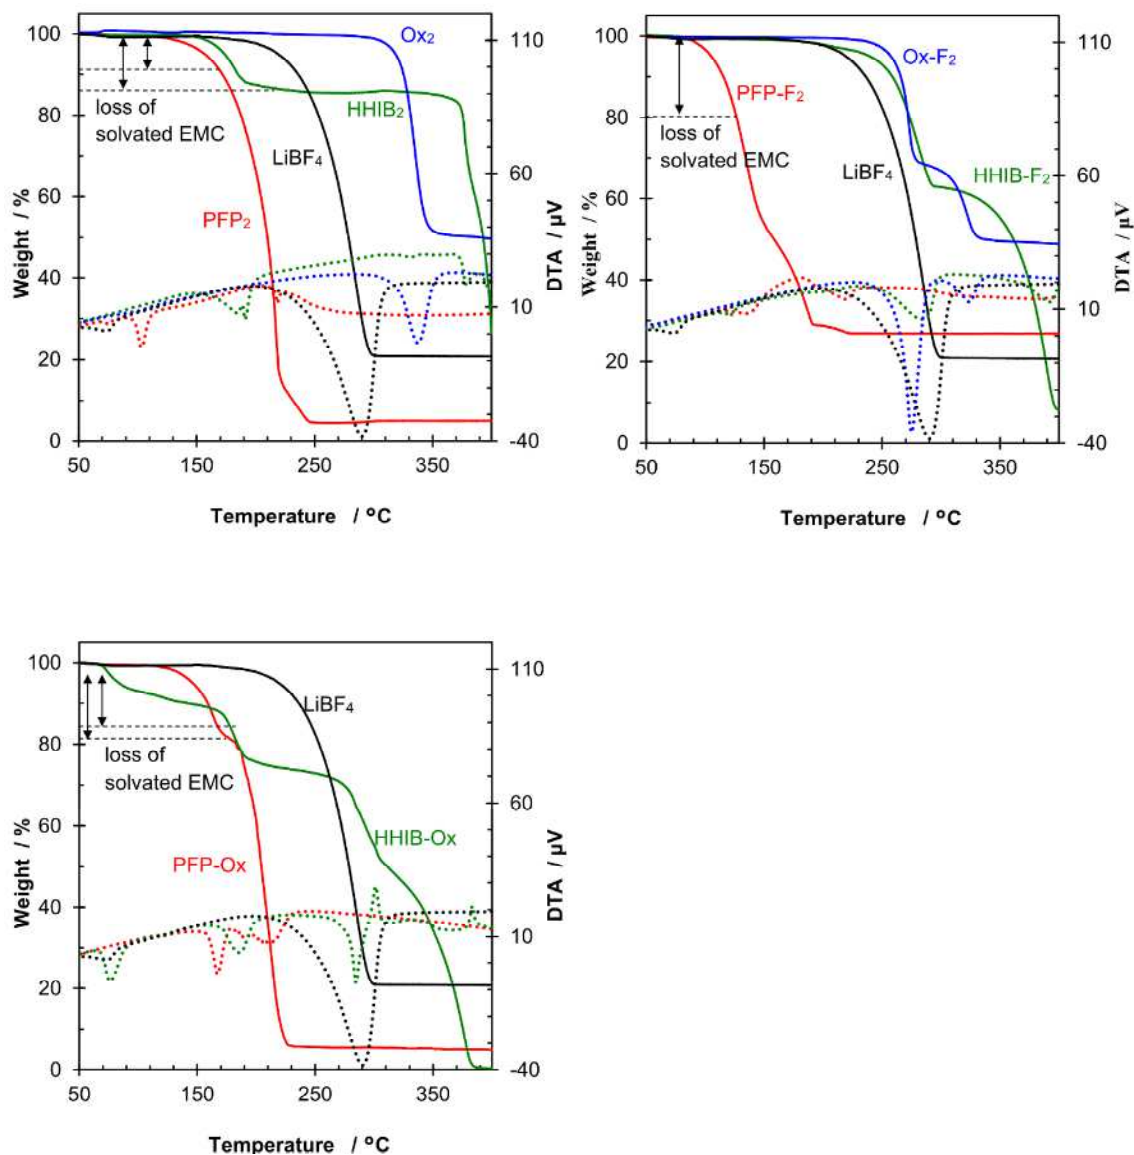 100
80
60
40
20
0
Weight / %
loss of
solvated EMC
Ox₂
HHIB₂
LiBF₄
PFP₂
110
60
10
-40
DTA / µV
50
150
250
350
Temperature / °C
100
80
60
40
20
0
Weight / %
PFP-F₂
loss of
solvated EMC
Ox-F₂
LiBF₄
HHIB-F₂
110
60
10
-40
DTA / µV
50
150
250
350
Temperature / °C
100
80
60
40
20
0
Weight / %
loss of
solvated EMC
LiBF₄
HHIB-Ox
PFP-Ox
110
60
10
-40
DTA / µV
50
150
250
350
Temperature / °C